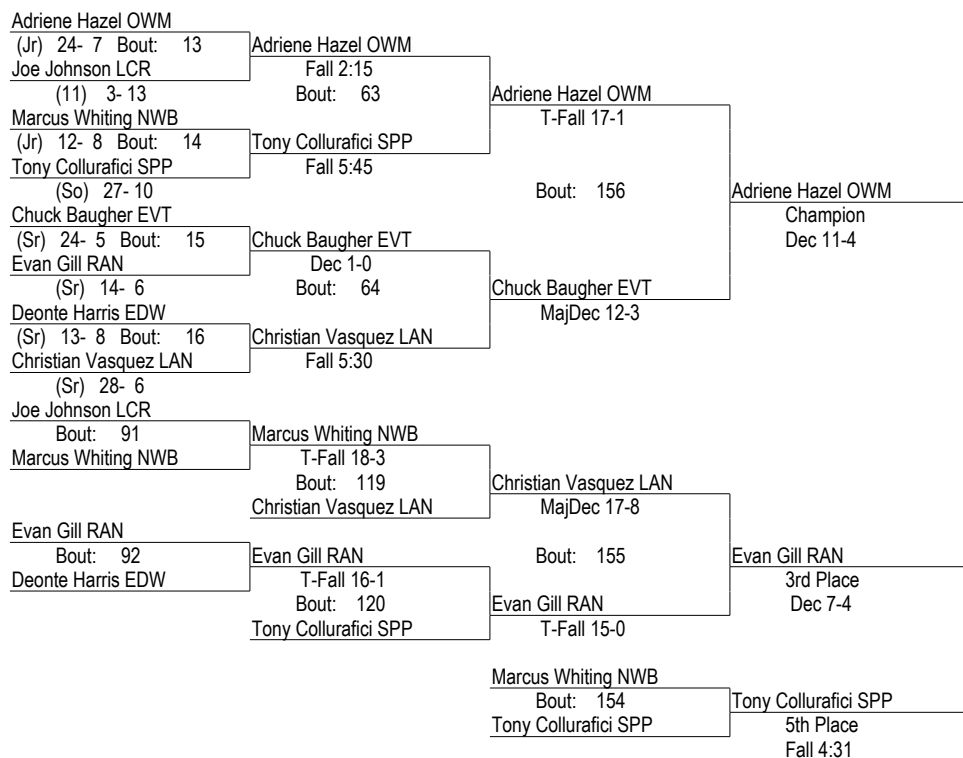 Adriene Hazel OWM
(Jr) 24- 7 Bout: 13 Adriene Hazel OWM
Joe Johnson LCR Fall 2:15
(11) 3- 13 Bout: 63 Adriene Hazel OWM
Marcus Whiting NWB T-Fall 17-1
(Jr) 12- 8 Bout: 14 Tony Collurafici SPP
Tony Collurafici SPP Fall 5:45
(So) 27- 10 Bout: 156 Adriene Hazel OWM
Chuck Baugher EVT Champion
(Sr) 24- 5 Bout: 15 Chuck Baugher EVT Dec 11-4
Evan Gill RAN Dec 1-0
(Sr) 14- 6 Bout: 64 Chuck Baugher EVT
Deonte Harris EDW MajDec 12-3
(Sr) 13- 8 Bout: 16 Christian Vasquez LAN
Christian Vasquez LAN Fall 5:30
(Sr) 28- 6
Joe Johnson LCR
Bout: 91 Marcus Whiting NWB
Marcus Whiting NWB T-Fall 18-3
Bout: 119 Christian Vasquez LAN
Christian Vasquez LAN MajDec 17-8
Evan Gill RAN
Bout: 92 Evan Gill RAN Bout: 155 Evan Gill RAN
Deonte Harris EDW T-Fall 16-1 3rd Place
Bout: 120 Evan Gill RAN Dec 7-4
Tony Collurafici SPP T-Fall 15-0
Marcus Whiting NWB
Bout: 154 Tony Collurafici SPP
Tony Collurafici SPP 5th Place
Fall 4:31